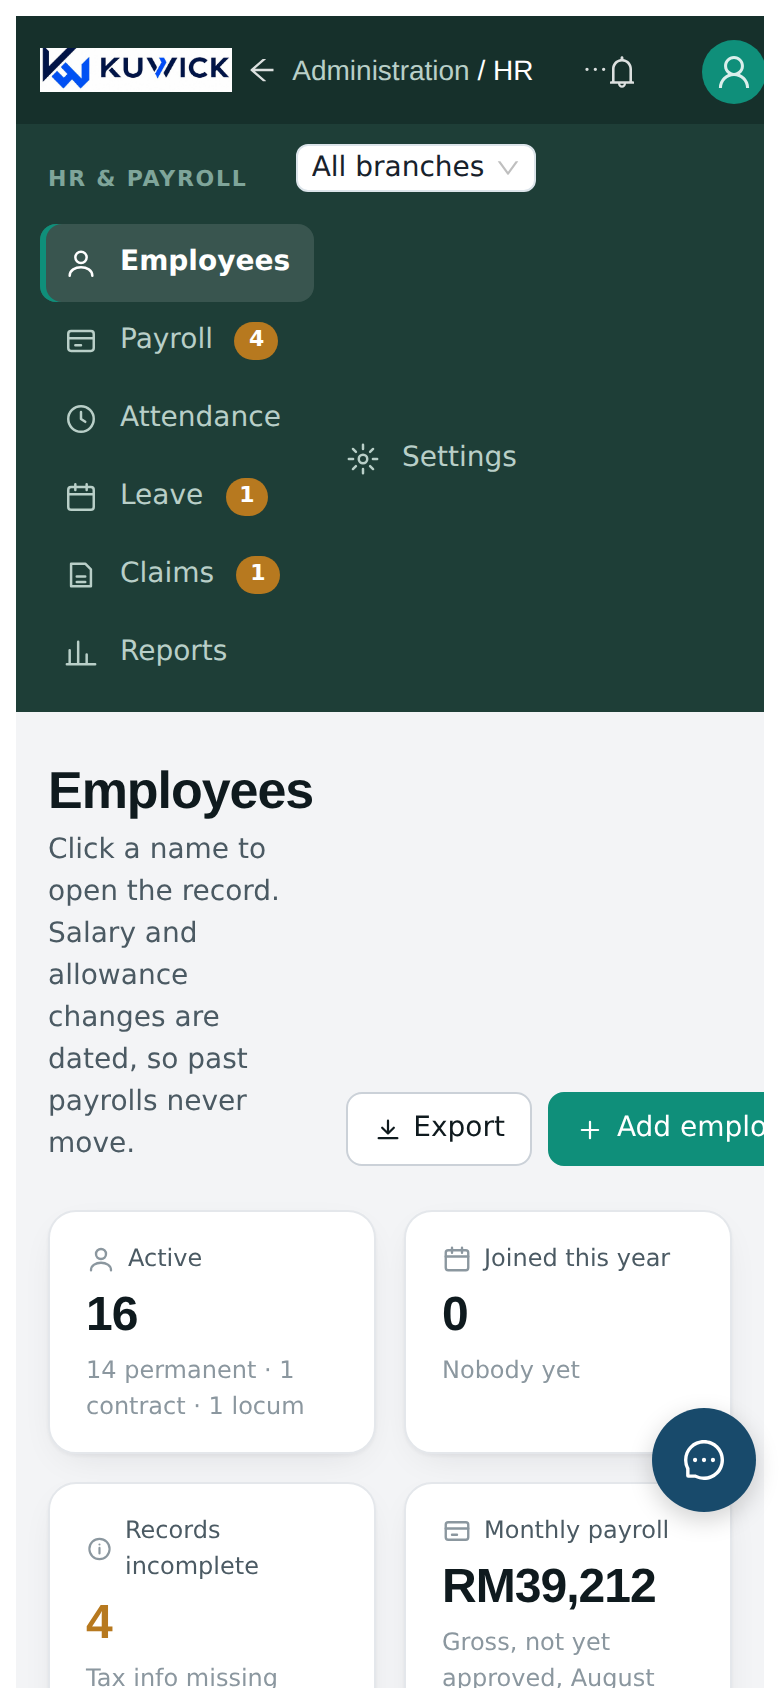 KUWICK
Administration / HR
HR & PAYROLL
All branches
Employees
Payroll 4
Attendance
Settings
Leave 1
Claims 1
Reports
Employees
Click a name to
open the record.
Salary and
allowance
changes are
dated, so past
payrolls never
move.
Export
+ Add emplo
Active
16
14 permanent · 1
contract · 1 locum
Joined this year
0
Nobody yet
Records
incomplete
4
Tax info missing
Monthly payroll
RM39,212
Gross, not yet
approved, August